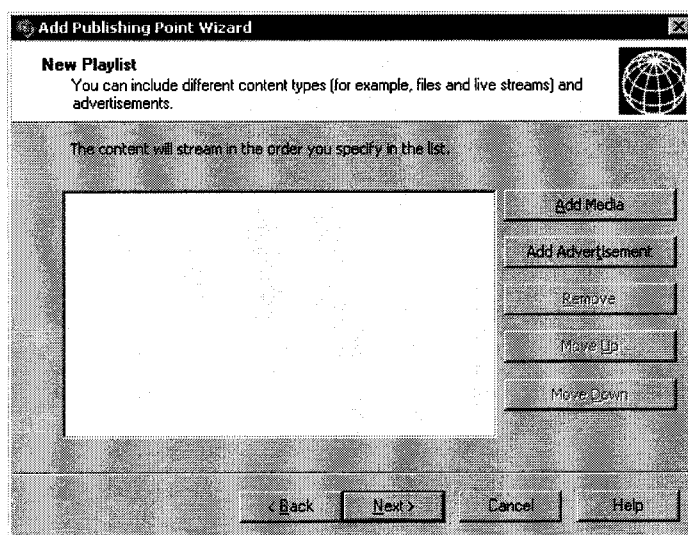 Add Publishing Point Wizard
New Playlist
You can include different content types (for example, files and live streams) and
advertisements.
The content will stream in the order you specify in the list.
Add Media
Add Advertisement
Remove
Move Up
Move Down
< Back
Next >
Cancel
Help